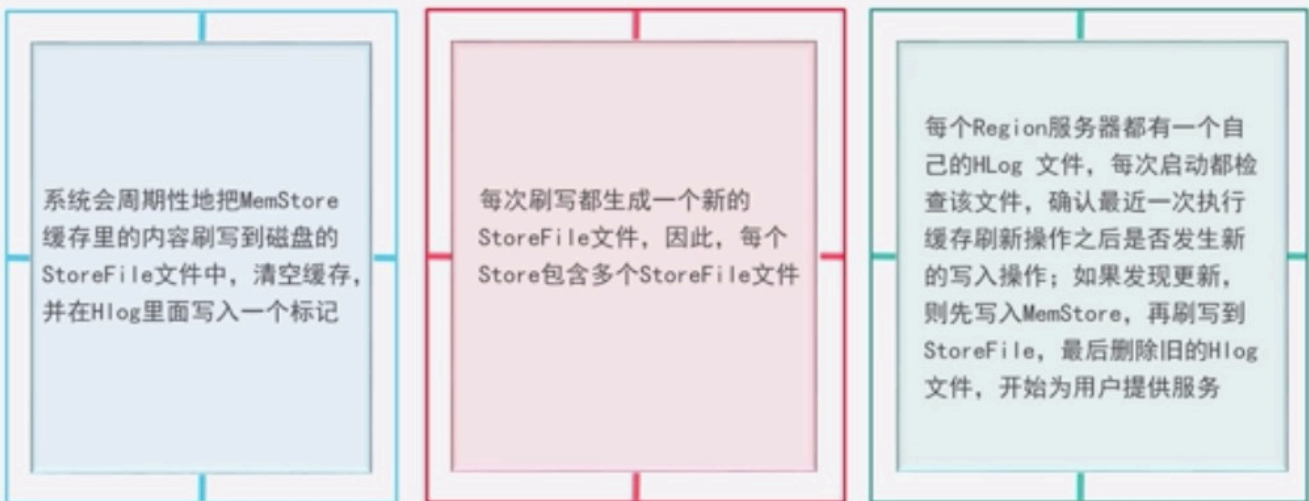 系统会周期性地把MemStore
缓存里的内容刷写到磁盘的
StoreFile文件中，清空缓存，
并在Hlog里面写入一个标记
每次刷写都生成一个新的
StoreFile文件，因此，每个
Store包含多个StoreFile文件
每个Region服务器都有一个自
己的HLog 文件，每次启动都检
查该文件，确认最近一次执行
缓存刷新操作之后是否发生新
的写入操作；如果发现更新，
则先写入MemStore，再刷写到
StoreFile，最后删除旧的Hlog
文件，开始为用户提供服务